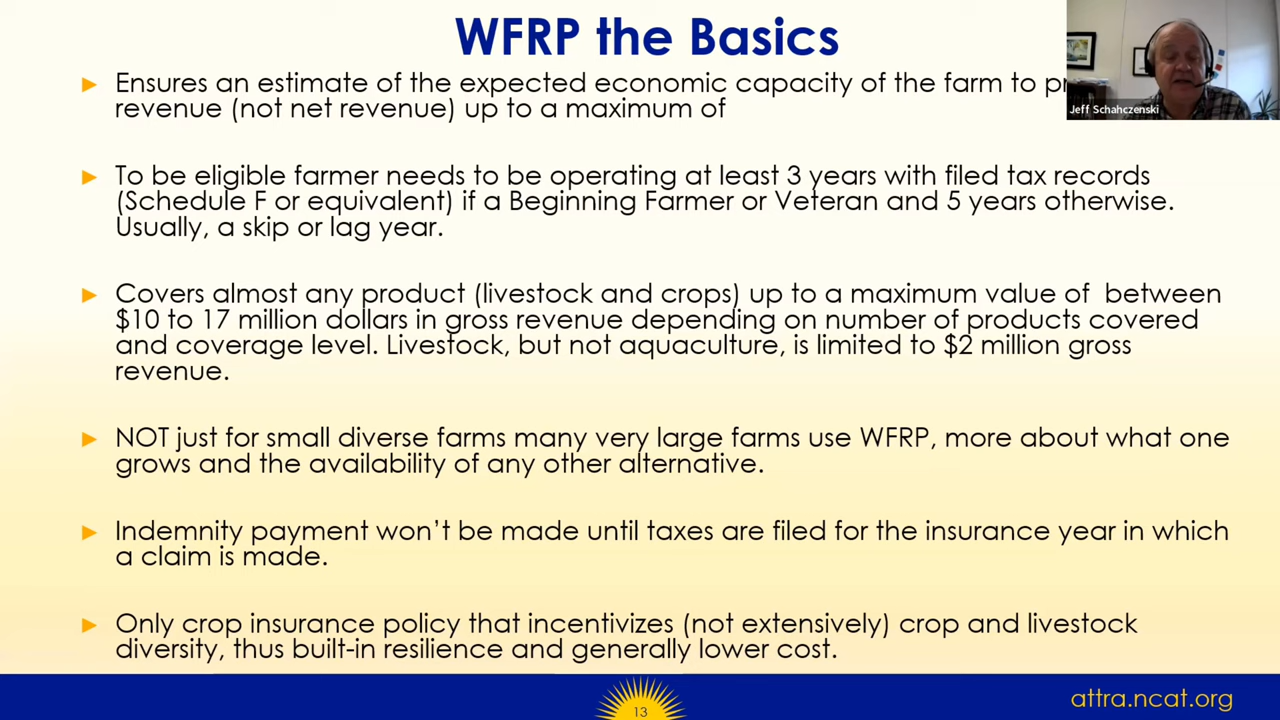 WFRP the Basics
Ensures an estimate of the expected economic capacity of the farm to
revenue (not net revenue) up to a maximum of
Jeff Schahczenski
To be eligible farmer needs to be operating at least 3 years with filed tax records
(Schedule F or equivalent) if a Beginning Farmer or Veteran and 5 years otherwise.
Usually, a skip or lag year.
Covers almost any product (livestock and crops) up to a maximum value of between
$10 to 17 million dollars in gross revenue depending on number of products covered
and coverage level. Livestock, but not aquaculture, is limited to $2 million gross
revenue.
NOT just for small diverse farms many very large farms use WFRP, more about what one
grows and the availability of any other alternative.
Indemnity payment won't be made until taxes are filed for the insurance year in which
a claim is made.
Only crop insurance policy that incentivizes (not extensively) crop and livestock
diversity, thus built-in resilience and generally lower cost.
13
attra.ncat.org